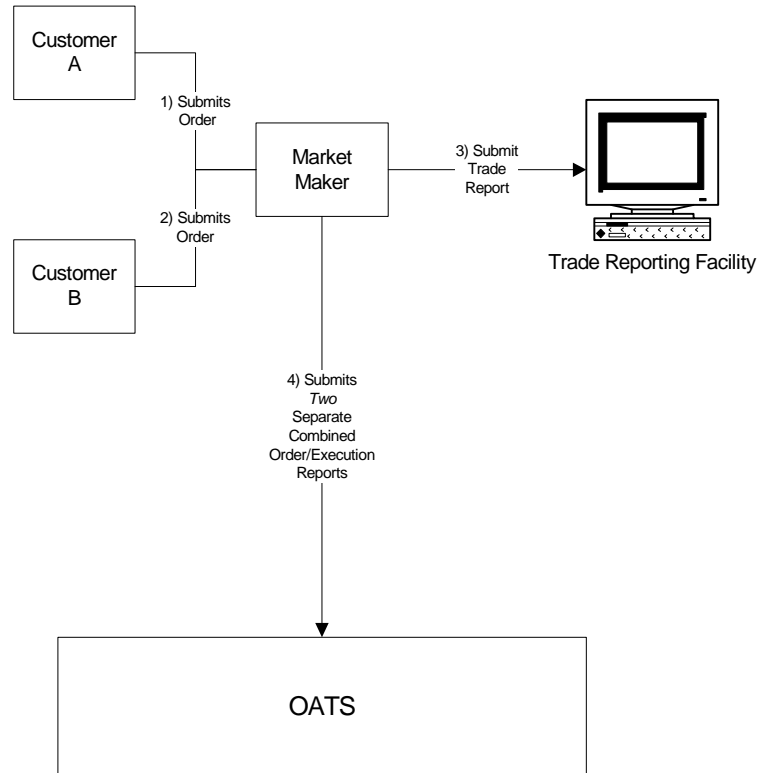 Customer
A
1) Submits
Order
Market
Maker
3) Submit
Trade
Report
2) Submits
Order
Customer
B
Trade Reporting Facility
4) Submits
Two
Separate
Combined
Order/Execution
Reports
OATS